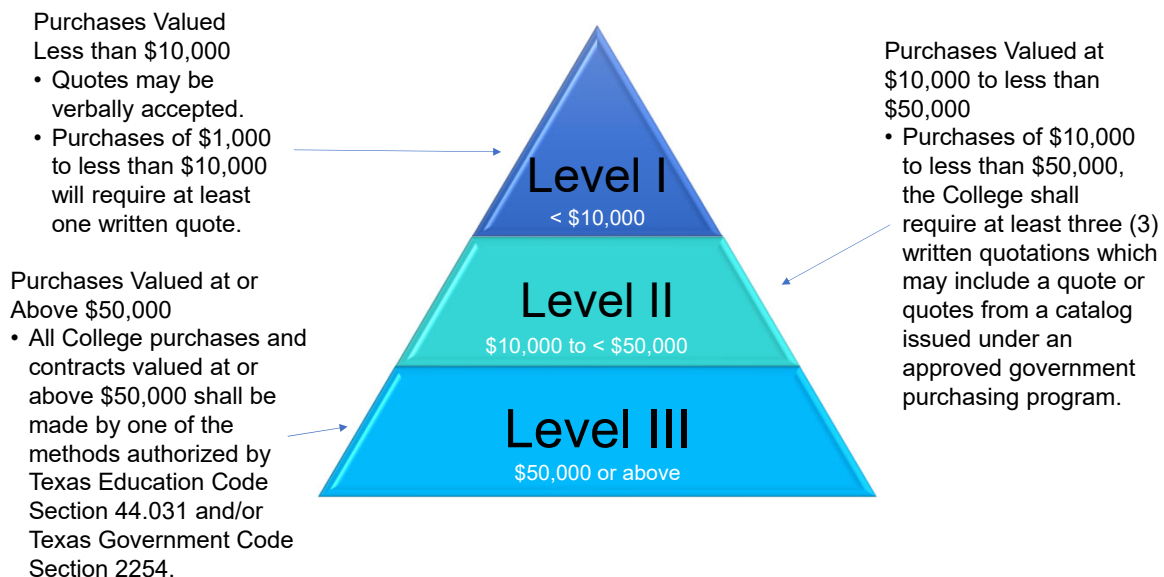 Purchases Valued
Less than $10,000
• Quotes may be
verbally accepted.
• Purchases of $1,000
to less than $10,000
will require at least
one written quote.
Purchases Valued at or
Above $50,000
• All College purchases and
contracts valued at or
above $50,000 shall be
made by one of the
methods authorized by
Texas Education Code
Section 44.031 and/or
Texas Government Code
Section 2254.
Level I
< $10,000
Level II
$10,000 to < $50,000
Level III
$50,000 or above
Purchases Valued at
$10,000 to less than
$50,000
• Purchases of $10,000
to less than $50,000,
the College shall
require at least three (3)
written quotations which
may include a quote or
quotes from a catalog
issued under an
approved government
purchasing program.